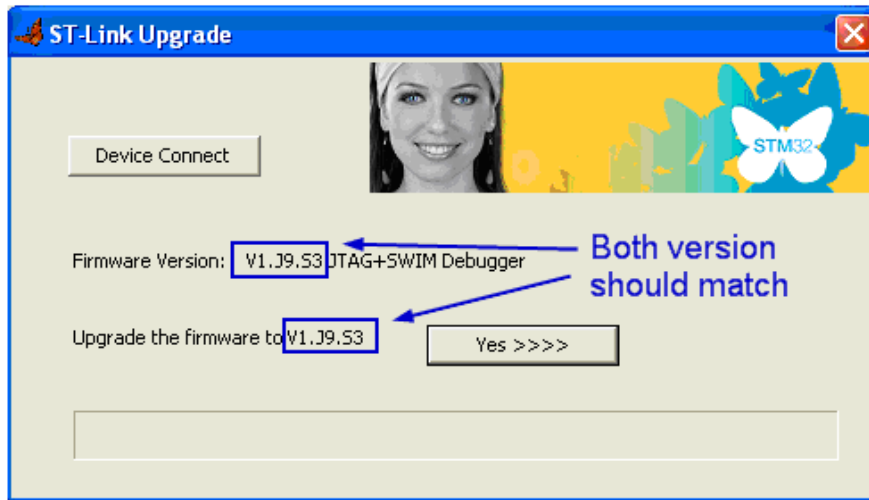 ST-Link Upgrade
STM32
Device Connect
Firmware Version: V1.J9.S3 JTAG+SWIM Debugger
Both version
should match
Upgrade the firmware to V1.J9.S3
Yes >>>>